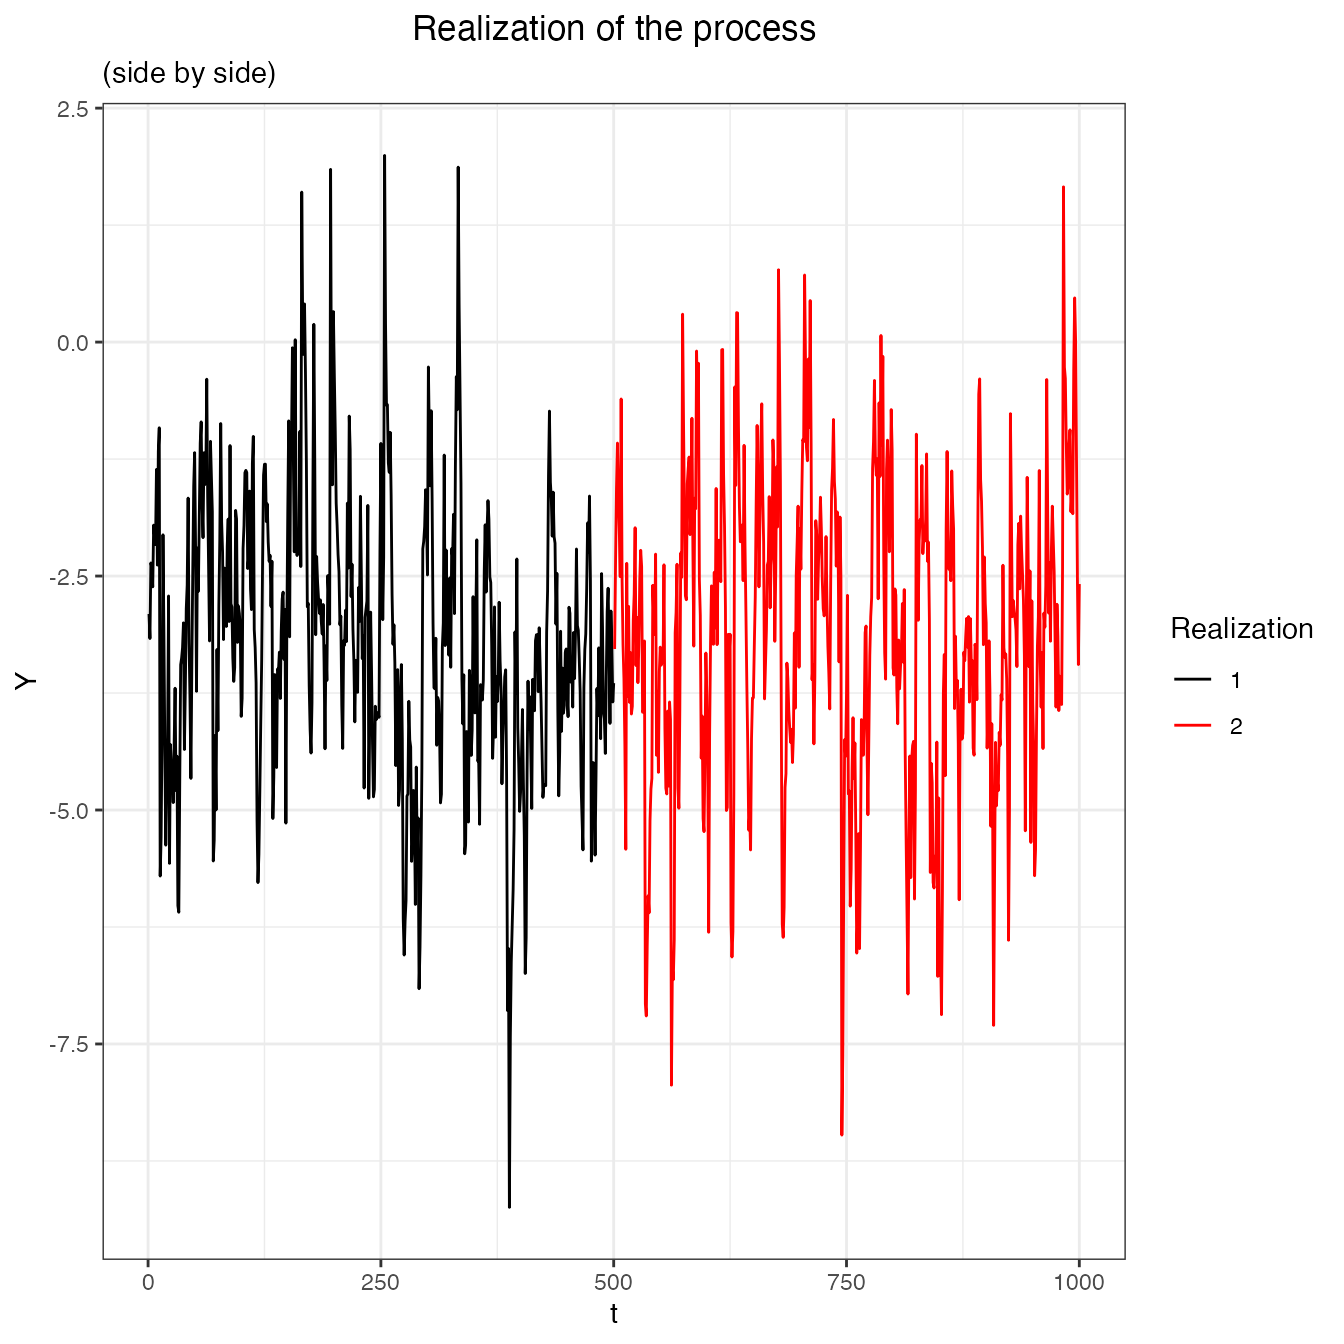 Realization of the process
(side by side)
2.5
0.0
-2.5
-5.0
-7.5
Y
0 250 500 750 1000
t
Realization
1
2